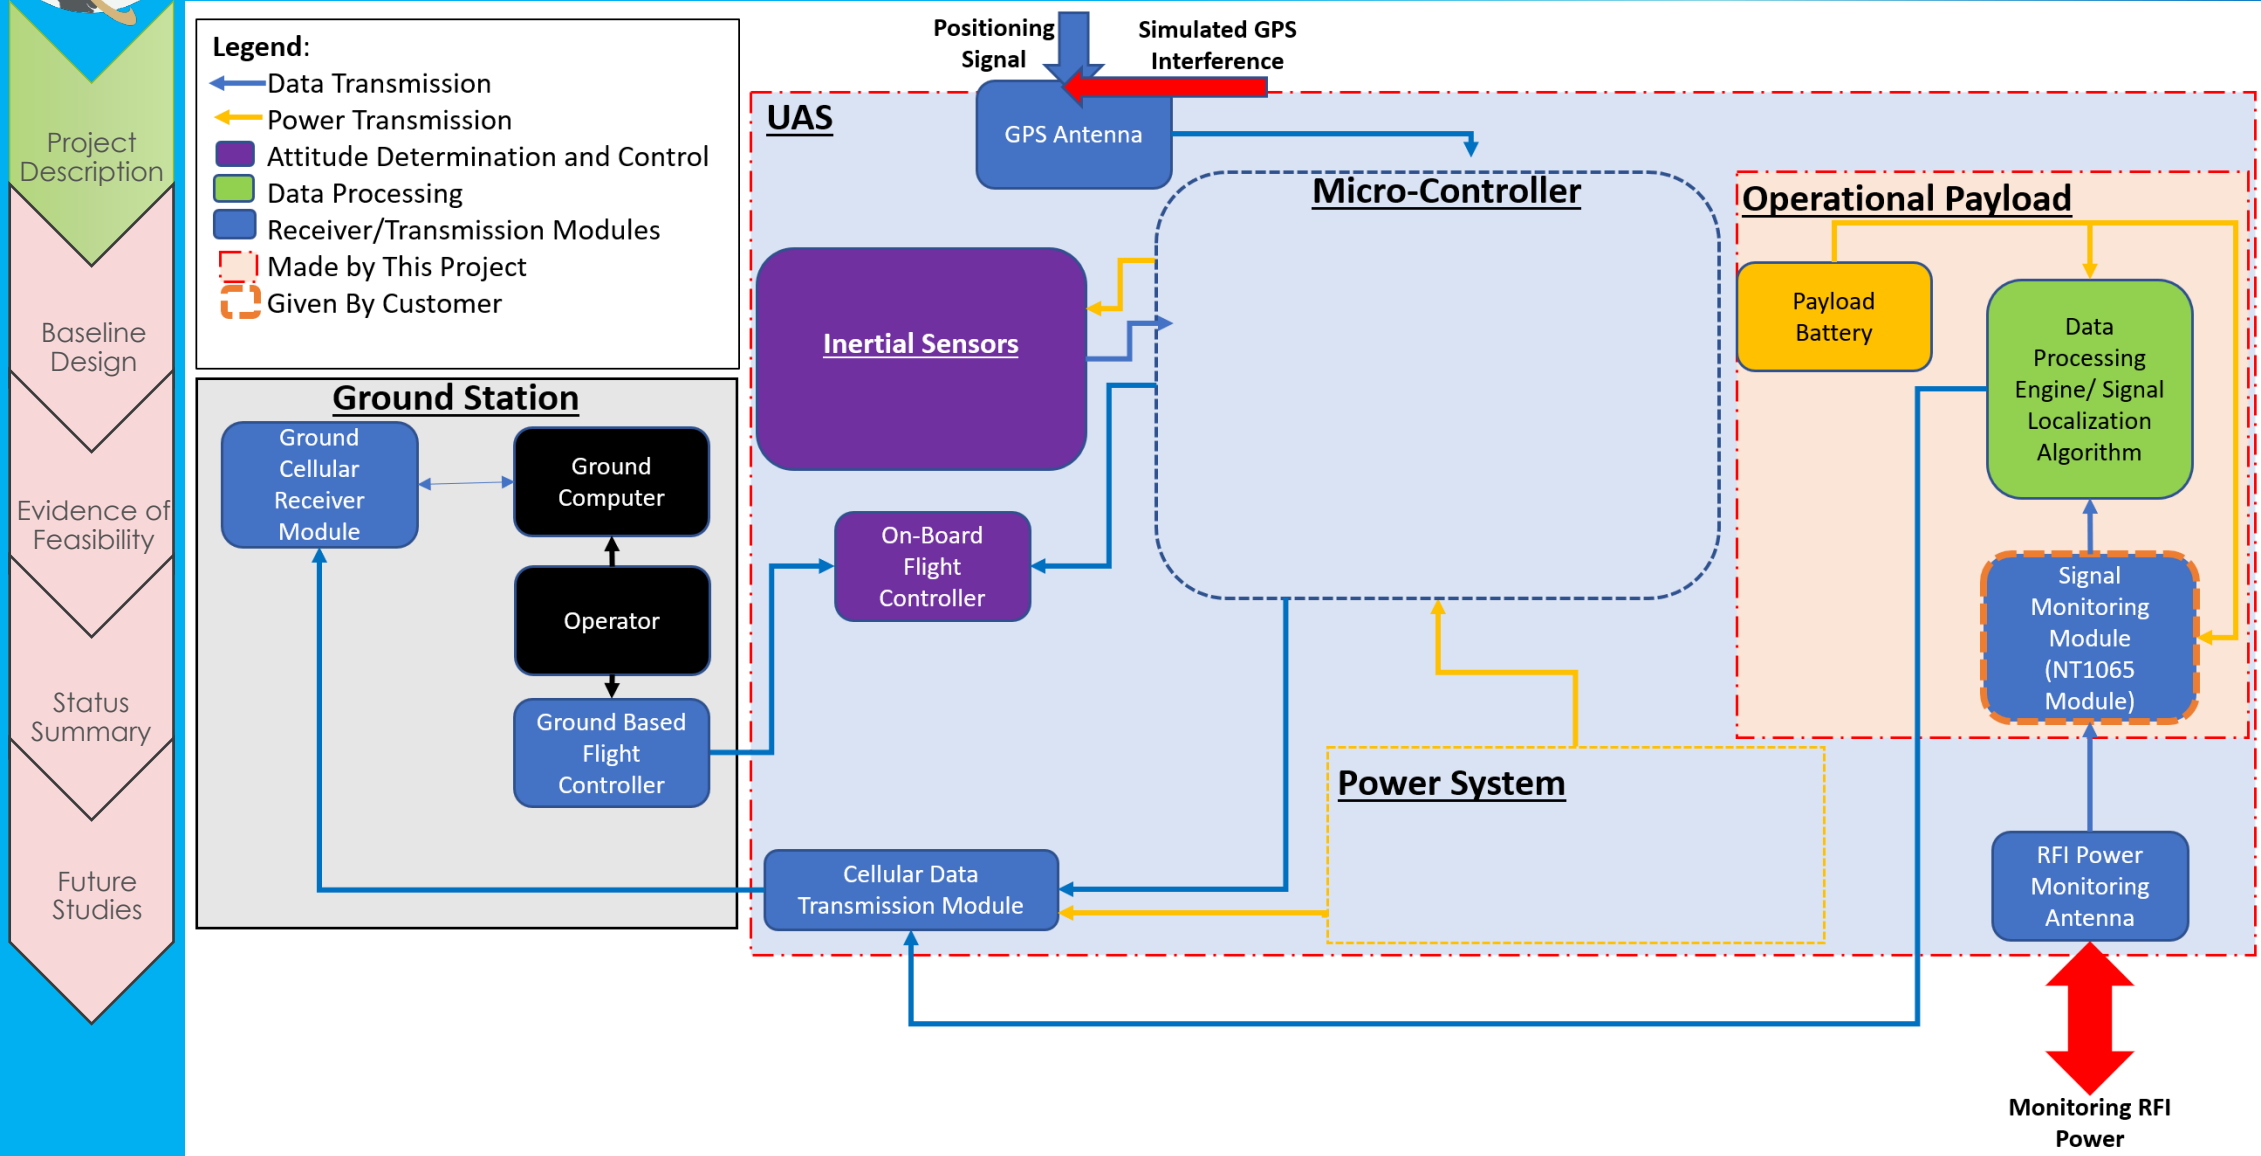 Project
Description
Baseline
Design
Evidence of
Feasibility
Status
Summary
Future
Studies
Legend:
Data Transmission
Power Transmission
Attitude Determination and Control
Data Processing
Receiver/Transmission Modules
Made by This Project
Given By Customer
Ground Station
Ground
Cellular
Receiver
Module
Ground
Computer
Operator
Ground Based
Flight
Controller
Positioning
Signal
Simulated GPS
Interference
UAS
GPS Antenna
Micro-Controller
Inertial Sensors
On-Board
Flight
Controller
Power System
Cellular Data
Transmission Module
Operational Payload
Payload
Battery
Data
Processing
Engine/ Signal
Localization
Algorithm
Signal
Monitoring
Module
(NT1065
Module)
RFI Power
Monitoring
Antenna
Monitoring RFI
Power